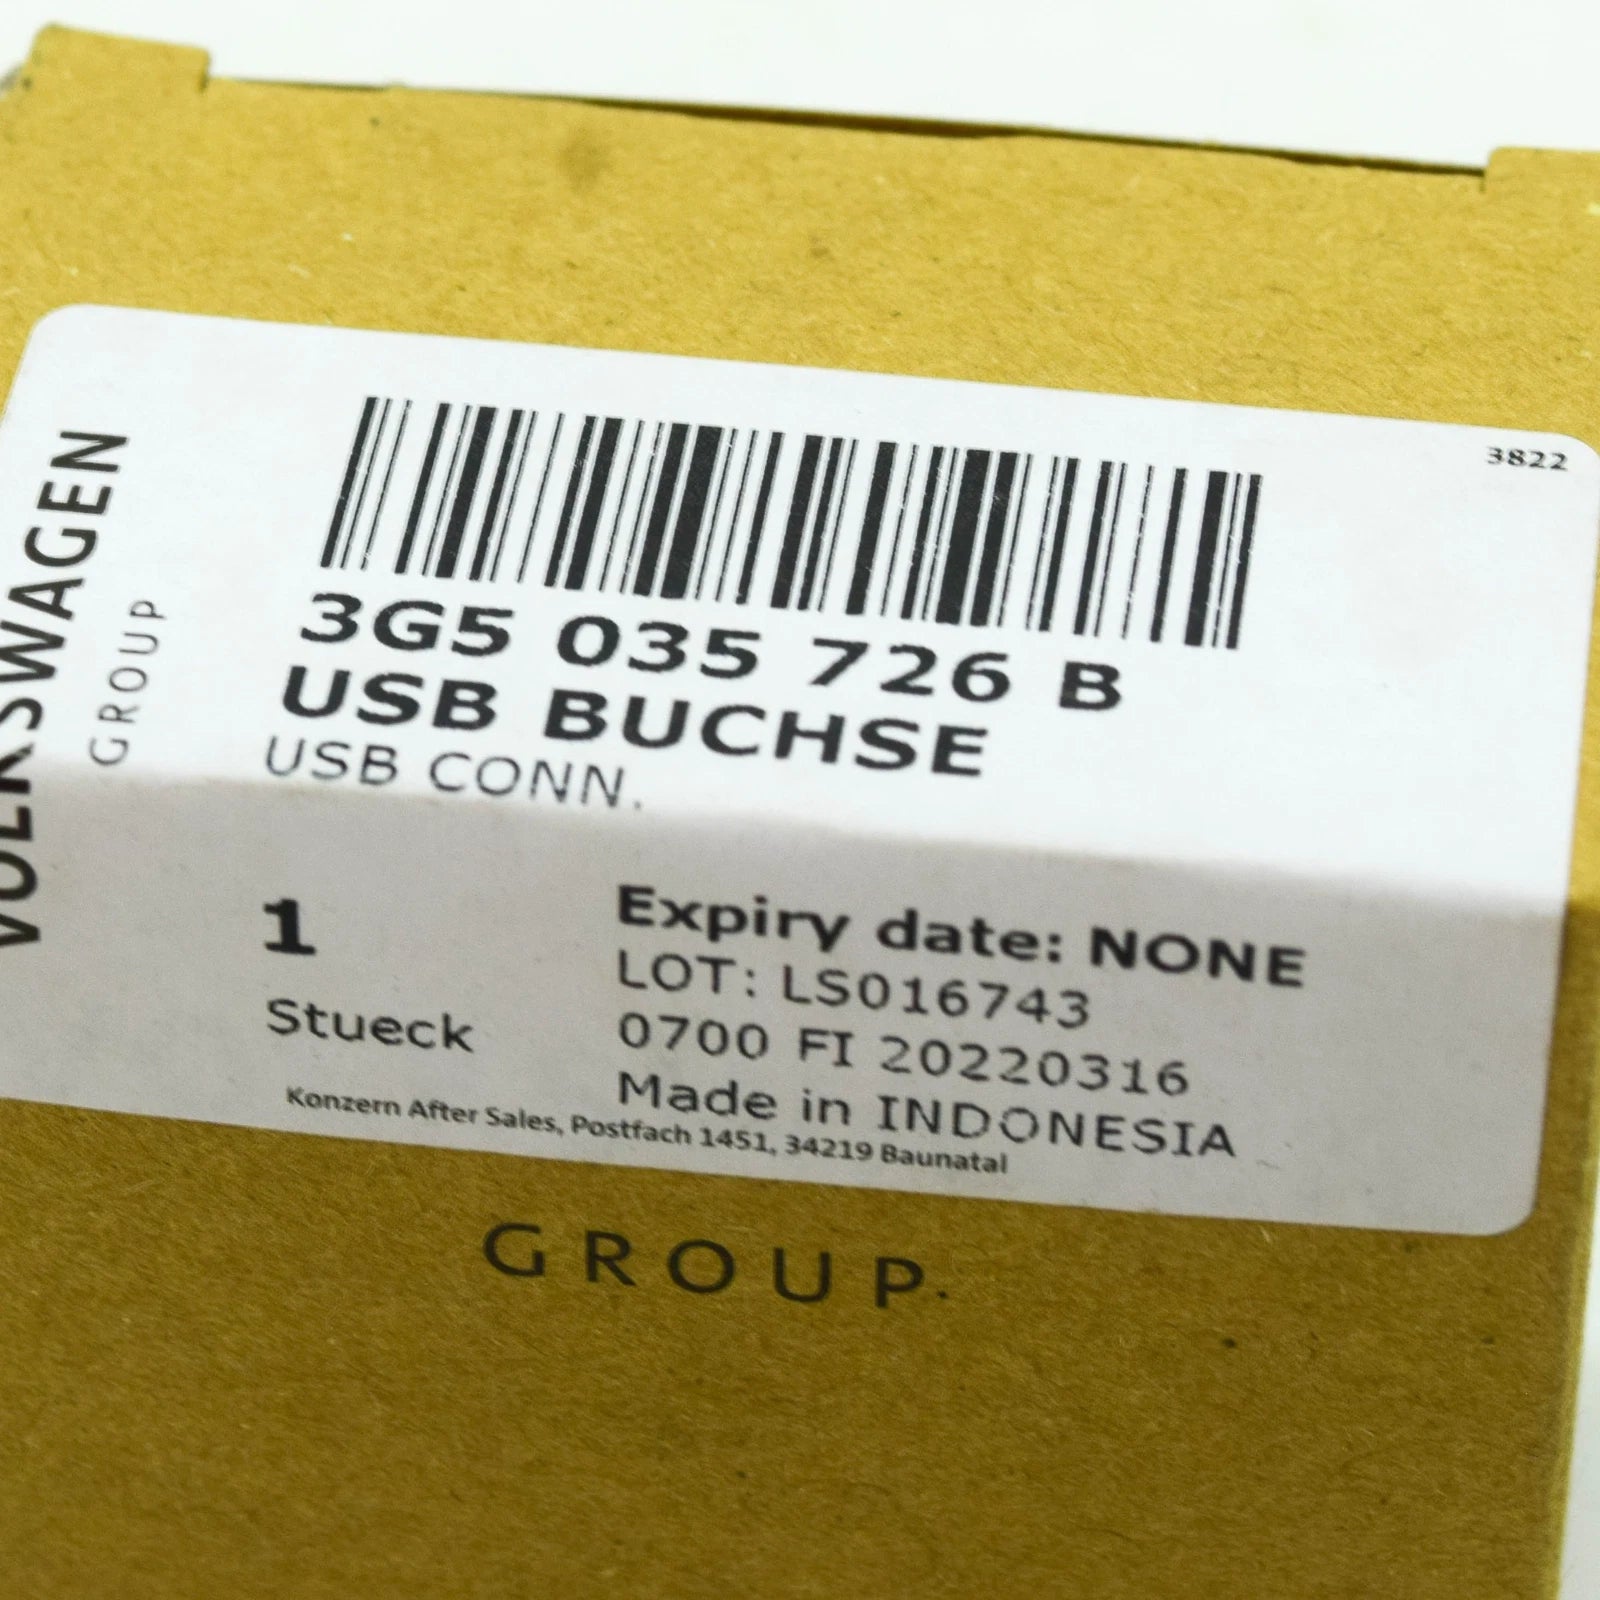 VOLKSWAGEN
GROUP
3822
3G5 035 726 B
USB BUCHSE
USB CONN.
1
Stueck
Expiry date: NONE
LOT: LS016743
0700 FI 20220316
Made in INDONESIA
Konzern After Sales, Postfach 1451, 34219 Baunatal
GROUP.